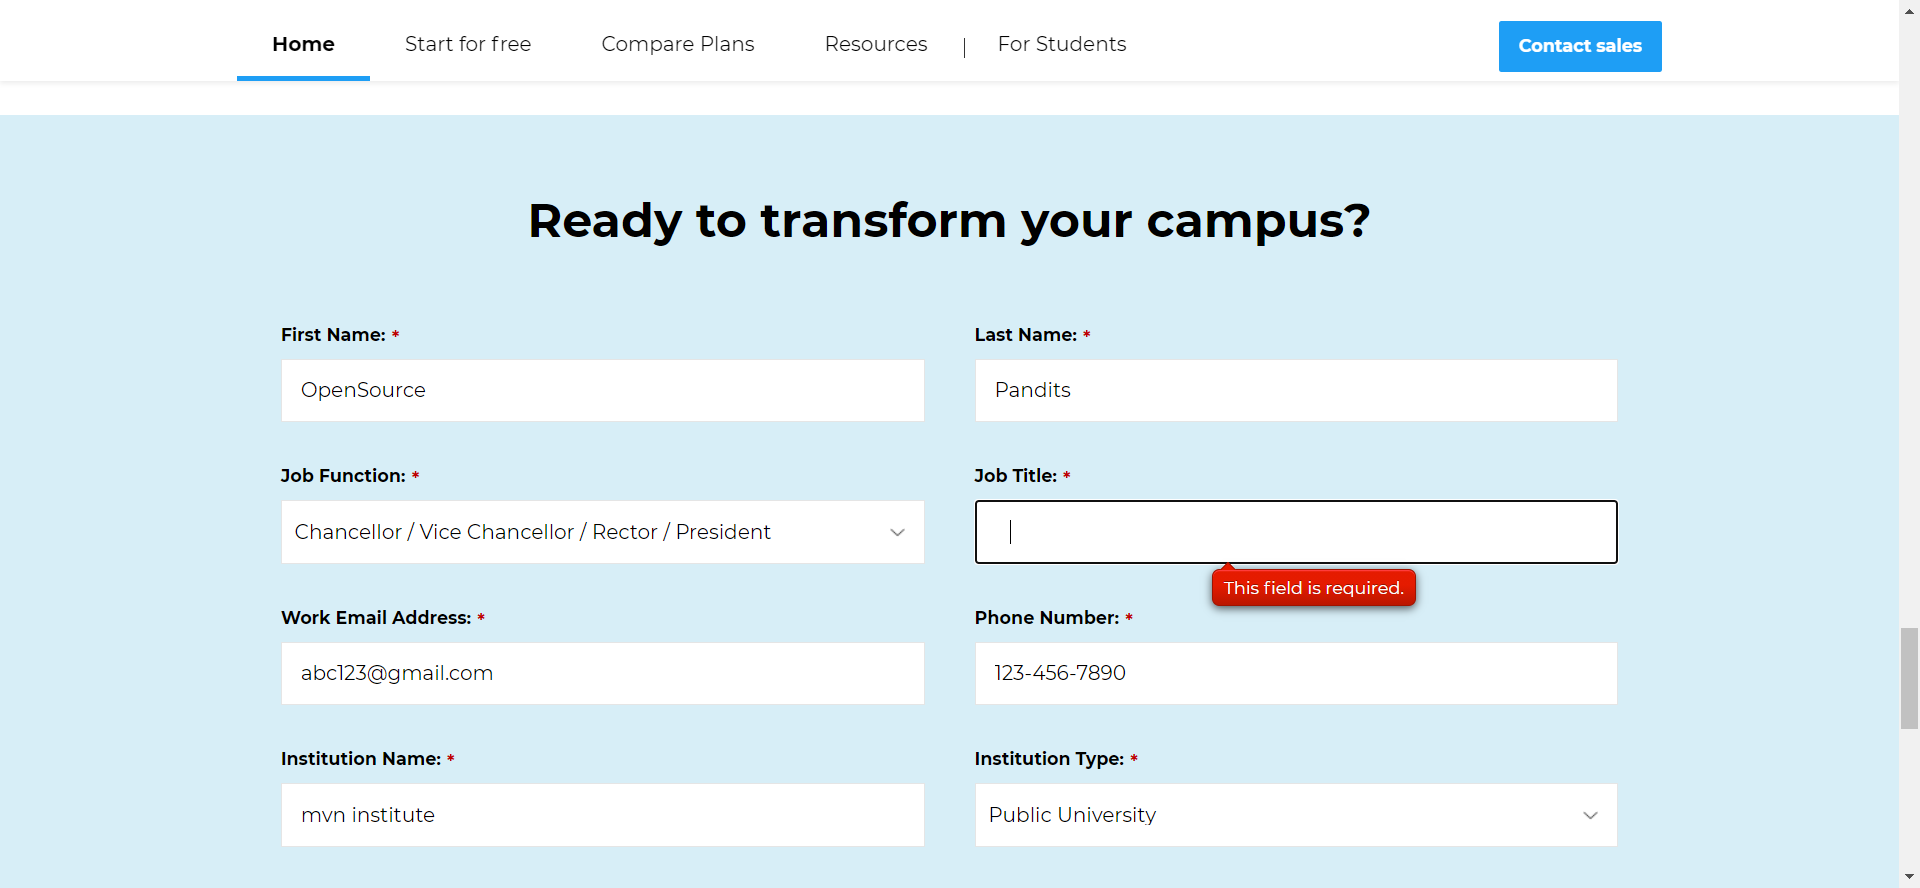 Home Start for free Compare Plans Resources | For Students Contact sales
Ready to transform your campus?
First Name: * Last Name: *
OpenSource Pandits
Job Function: * Job Title: *
Chancellor / Vice Chancellor / Rector / President
This field is required.
Work Email Address: * Phone Number: *
abc123@gmail.com 123-456-7890
Institution Name: * Institution Type: *
mvn institute Public University